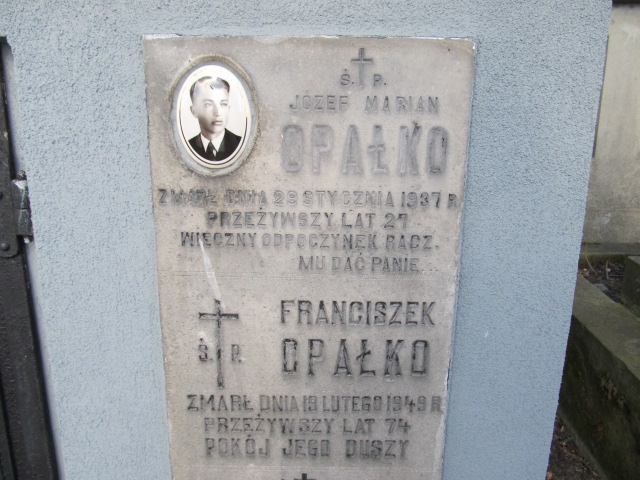 Ś. P.
JÓZEF MARIAN
OPAŁKO
ZMARŁ DNIA 29 STYCZNIA 1937 R
PRZEŻYWSZY LAT 27
WIECZNY ODPOCZYNEK RACZ
MU DAĆ PANIE...
FRANCISZEK
Ś. P. OPAŁKO
ZMARŁ DNIA 19 LUTEGO 1949 R
PRZEŻYWSZY LAT 74
POKÓJ JEGO DUSZY